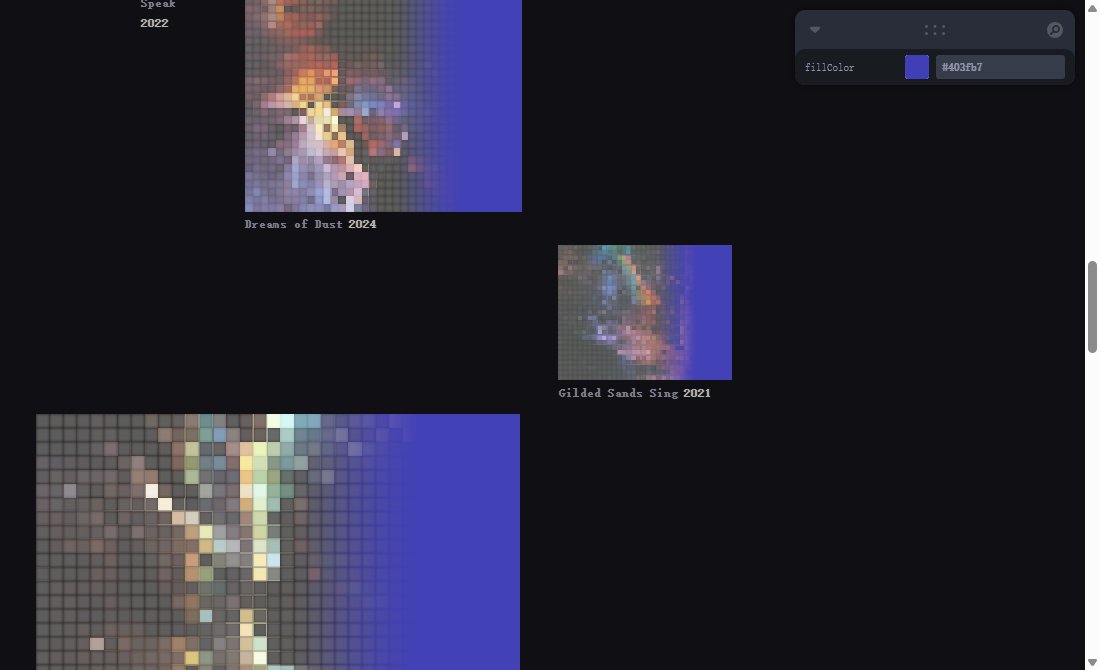 Speak
2022
fillColor
#403fb7
Dreams of Dust 2024
Gilded Sands Sing 2021